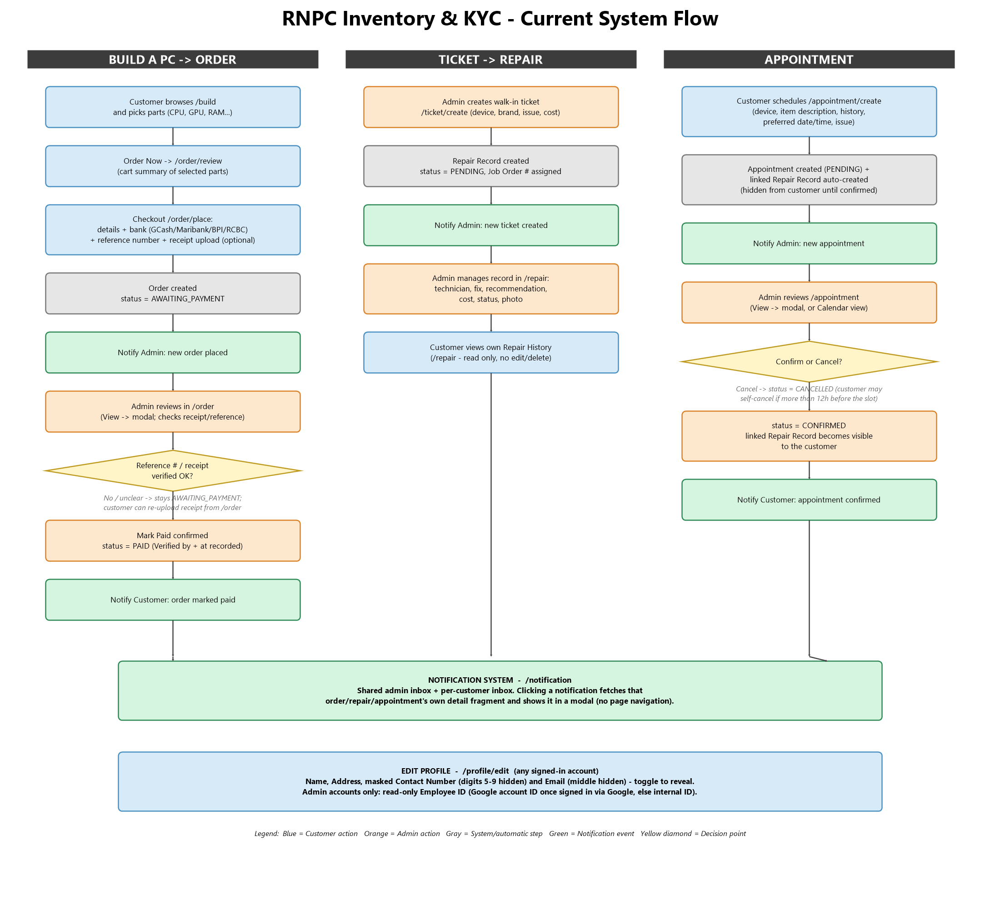 RNPC Inventory & KYC - Current System Flow
BUILD A PC -> ORDER
Customer browses /build
and picks parts (CPU, GPU, RAM...)
Order Now -> /order/review
(cart summary of selected parts)
Checkout /order/place:
details + bank (GCash/Maribank/BPI/RCBC)
+ reference number + receipt upload (optional)
Order created
status = AWAITING_PAYMENT
Notify Admin: new order placed
Admin reviews in /order
(View -> modal; checks receipt/reference)
Reference # / receipt
verified OK?
No / unclear -> stays AWAITING_PAYMENT;
customer can re-upload receipt from /order
Mark Paid confirmed
status = PAID (Verified by + at recorded)
Notify Customer: order marked paid
TICKET -> REPAIR
Admin creates walk-in ticket
/ticket/create (device, brand, issue, cost)
Repair Record created
status = PENDING, Job Order # assigned
Notify Admin: new ticket created
Admin manages record in /repair:
technician, fix, recommendation,
cost, status, photo
Customer views own Repair History
(/repair - read only, no edit/delete)
APPOINTMENT
Customer schedules /appointment/create
(device, item description, history,
preferred date/time, issue)
Appointment created (PENDING) +
linked Repair Record auto-created
(hidden from customer until confirmed)
Notify Admin: new appointment
Admin reviews /appointment
(View -> modal, or Calendar view)
Confirm or Cancel?
Cancel -> status = CANCELLED (customer may
self-cancel if more than 12h before the slot)
status = CONFIRMED
linked Repair Record becomes visible
to the customer
Notify Customer: appointment confirmed
NOTIFICATION SYSTEM - /notification
Shared admin inbox + per-customer inbox. Clicking a notification fetches that
order/repair/appointment's own detail fragment and shows it in a modal (no page navigation).
EDIT PROFILE - /profile/edit (any signed-in account)
Name, Address, masked Contact Number (digits 5-9 hidden) and Email (middle hidden) - toggle to reveal.
Admin accounts only: read-only Employee ID (Google account ID once signed in via Google, else internal ID).
Legend: Blue = Customer action Orange = Admin action Gray = System/automatic step Green = Notification event Yellow diamond = Decision point